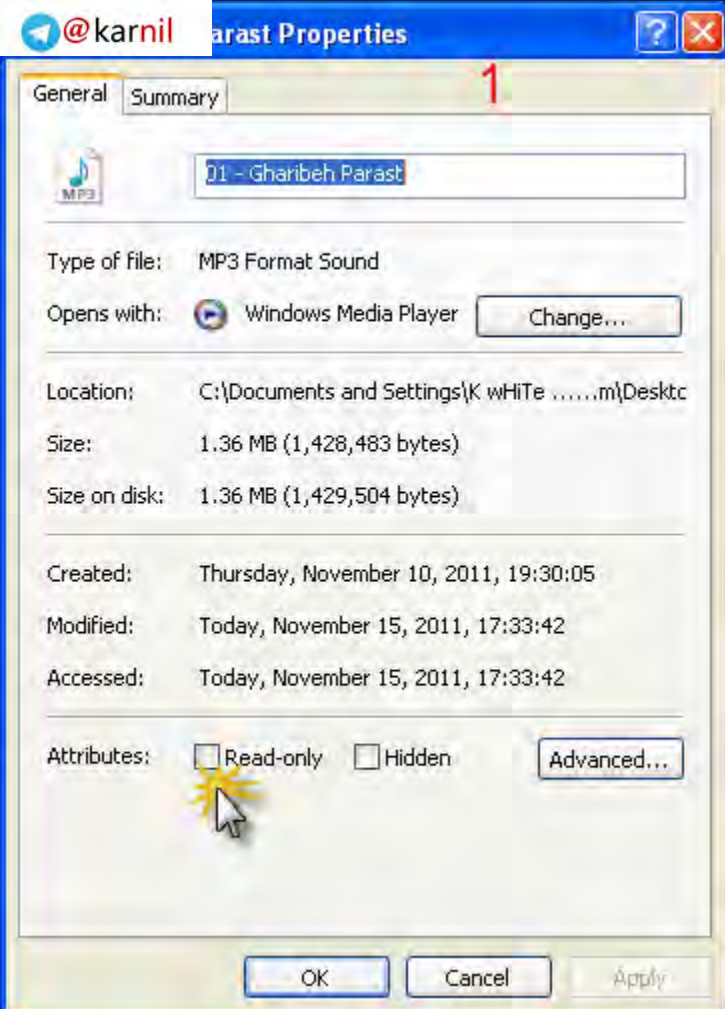 @karnil
arast Properties
1
General Summary
MP3
01 - Gharibeh Parast
Type of file: MP3 Format Sound
Opens with: Windows Media Player Change...
Location: C:\Documents and Settings\K wHiTe ......m\Desktc
Size: 1.36 MB (1,428,483 bytes)
Size on disk: 1.36 MB (1,429,504 bytes)
Created: Thursday, November 10, 2011, 19:30:05
Modified: Today, November 15, 2011, 17:33:42
Accessed: Today, November 15, 2011, 17:33:42
Attributes: Read-only Hidden Advanced...
OK Cancel Apply